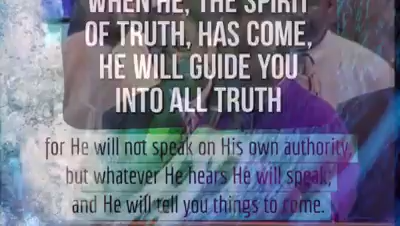 WHEN HE, THE SPIRIT
OF TRUTH, HAS COME,
HE WILL GUIDE YOU
INTO ALL TRUTH
for He will not speak on His own authority,
but whatever He hears He will speak;
and He will tell you things to come.